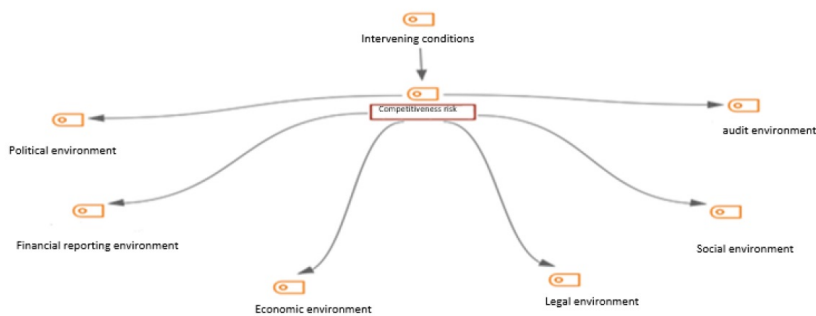 Intervening conditions
Competitiveness risk
audit environment
Political environment
Financial reporting environment
Social environment
Economic environment
Legal environment